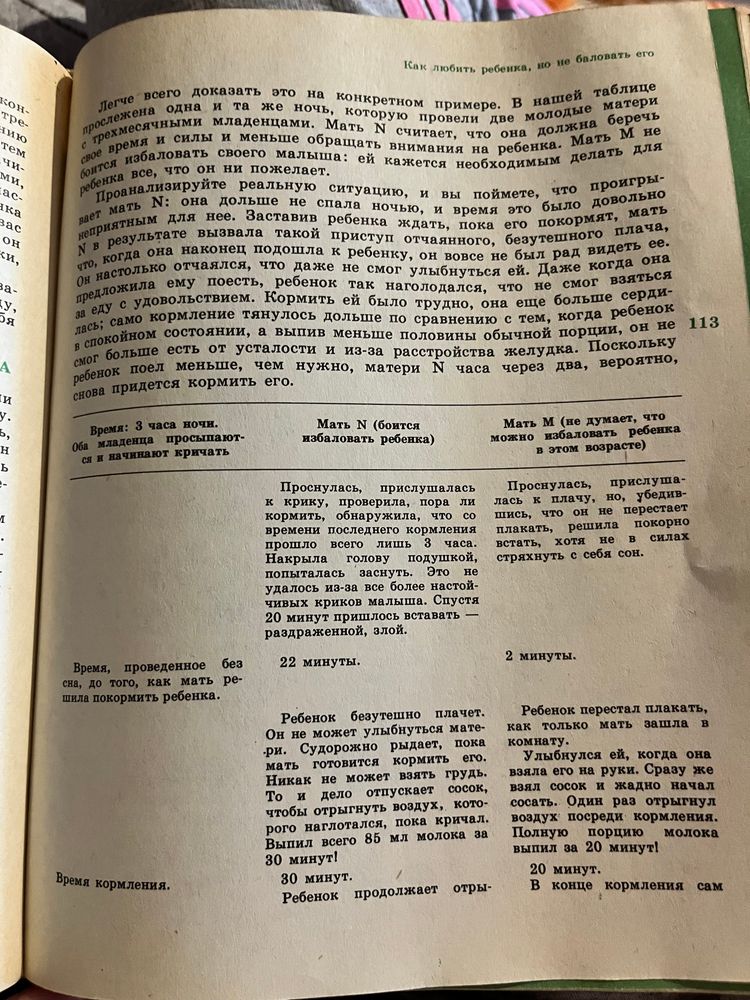 Как любить ребенка, но не баловать его
Легче всего доказать это на конкретном примере. В нашей таблице
прослежена одна и та же ночь, которую провели две молодые матери
с трехмесячными младенцами. Мать N считает, что она должна беречь
свое время и силы и меньше обращать внимания на ребенка. Мать М не
боится избаловать своего малыша: ей кажется необходимым делать для
ребенка все, что он ни пожелает.
Проанализируйте реальную ситуацию, и вы поймете, что проигры-
вает мать N: она дольше не спала ночью, и время это было довольно
неприятным для нее. Заставив ребенка ждать, пока его покормят, мать
N в результате вызвала такой приступ отчаянного, безутешного плача,
что, когда она наконец подошла к ребенку, он вовсе не был рад видеть ее.
Он настолько отчаялся, что даже не смог улыбнуться ей. Даже когда она
предложила ему поесть, ребенок так наголодался, что не смог взяться
за еду с удовольствием. Кормить ей было трудно, она еще больше серди-
лась; само кормление тянулось дольше по сравнению с тем, когда ребенок
в спокойном состоянии, а выпив меньше половины обычной порции, он не
смог больше есть от усталости и из-за расстройства желудка. Поскольку
ребенок поел меньше, чем нужно, матери N часа через два, вероятно,
снова придется кормить его.
113
Время: 3 часа ночи.
Оба младенца просыпают-
ся и начинают кричать
Мать N (боится
избаловать ребенка)
Мать М (не думает, что
можно избаловать ребенка
в этом возрасте)
Проснулась, прислушалась
к крику, проверила, пора ли
кормить, обнаружила, что со
времени последнего кормления
прошло всего лишь 3 часа.
Накрыла голову подушкой,
попыталась заснуть. Это не
удалось из-за все более настой-
чивых криков малыша. Спустя
20 минут пришлось вставать —
раздраженной, злой.
Проснулась, прислуша-
лась к плачу, но, убедив-
шись, что он не перестает
плакать, решила покорно
встать, хотя не в силах
стряхнуть с себя сон.
Время, проведенное без
сна, до того, как мать ре-
шила покормить ребенка.
22 минуты.
2 минуты.
Ребенок безутешно плачет.
Он не может улыбнуться мате-
ри. Судорожно рыдает, пока
мать готовится кормить его.
Никак не может взять грудь.
То и дело отпускает сосок,
чтобы отрыгнуть воздух, кото-
рого наглотался, пока кричал.
Выпил всего 85 мл молока за
30 минут!
Ребенок перестал плакать,
как только мать зашла в
комнату.
Улыбнулся ей, когда она
взяла его на руки. Сразу же
взял сосок и жадно начал
сосать. Один раз отрыгнул
воздух посреди кормления.
Полную порцию молока
выпил за 20 минут!
Время кормления.
30 минут.
20 минут.
Ребенок продолжает отры-
В конце кормления сам